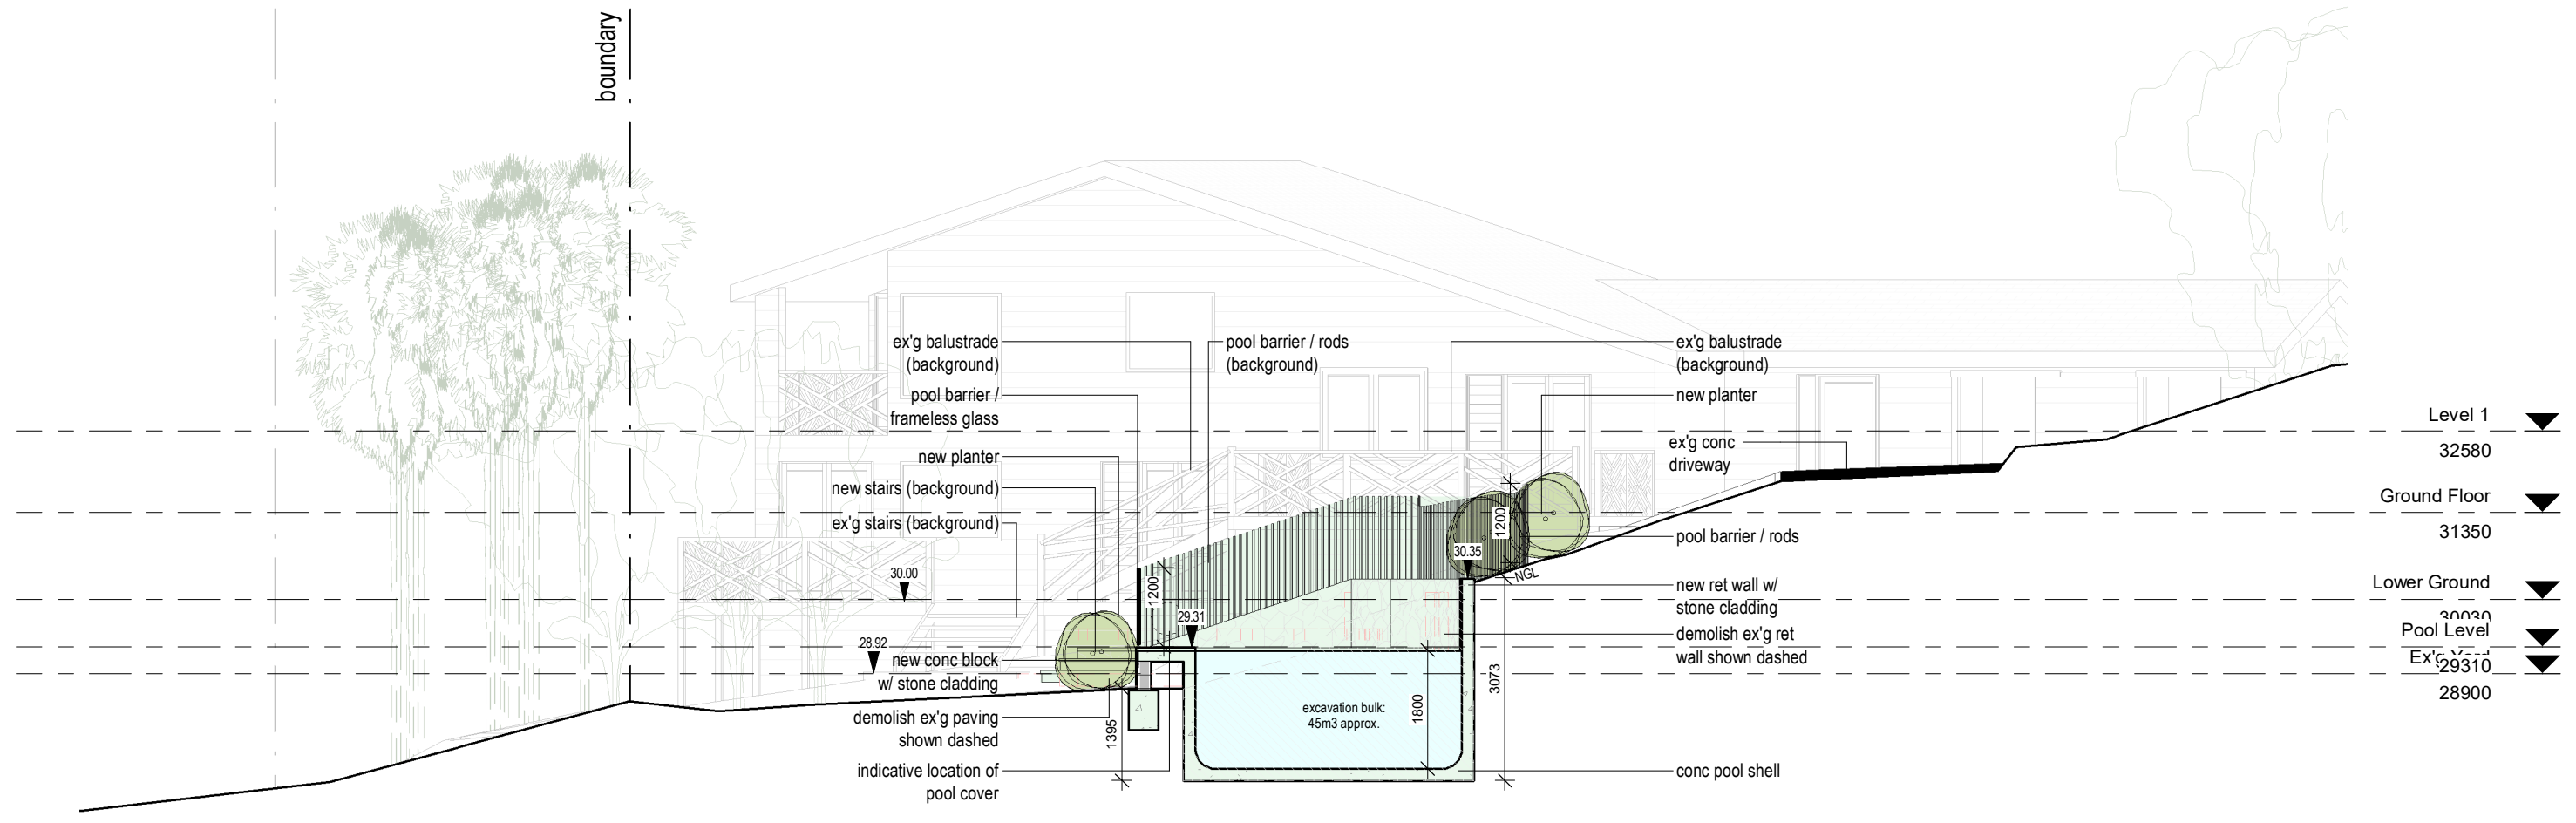 boundary
ex'g balustrade
(background)
pool barrier /
frameless glass
new planter
new stairs (background)
ex'g stairs (background)
30.00
28.92
new conc block
w/ stone cladding
demolish ex'g paving
shown dashed
indicative location of
pool cover
pool barrier / rods
(background)
1200
29.31
1395
excavation bulk:
45m3 approx.
1800
3073
30.35
1200
NGL
ex'g balustrade
(background)
new planter
ex'g conc
driveway
pool barrier / rods
new ret wall w/
stone cladding
demolish ex'g ret
wall shown dashed
conc pool shell
Level 1
32580
Ground Floor
31350
Lower Ground
30030
Pool Level
Ex'g Yard
29310
28900